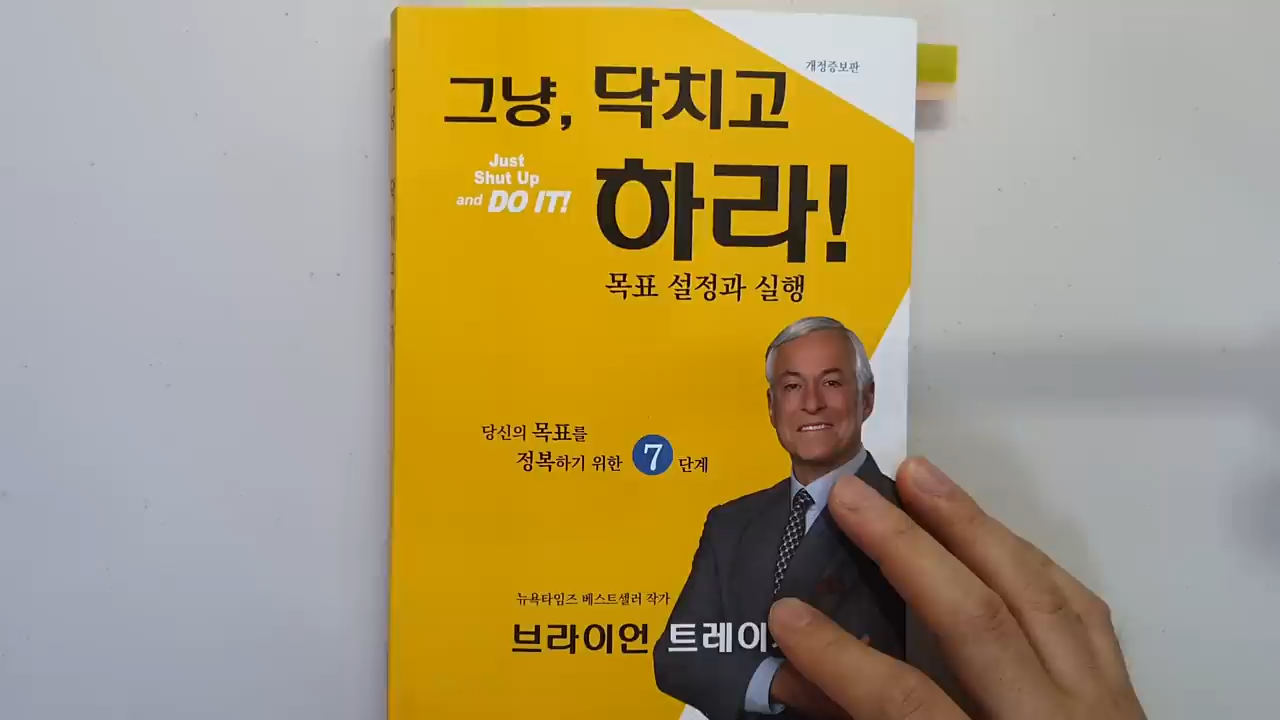 개정증보판
그냥, 닥치고
하라!
Just
Shut Up
and DO IT!
목표 설정과 실행
당신의 목표를
정복하기 위한 7 단계
뉴욕타임즈 베스트셀러 작가
브라이언 트레이